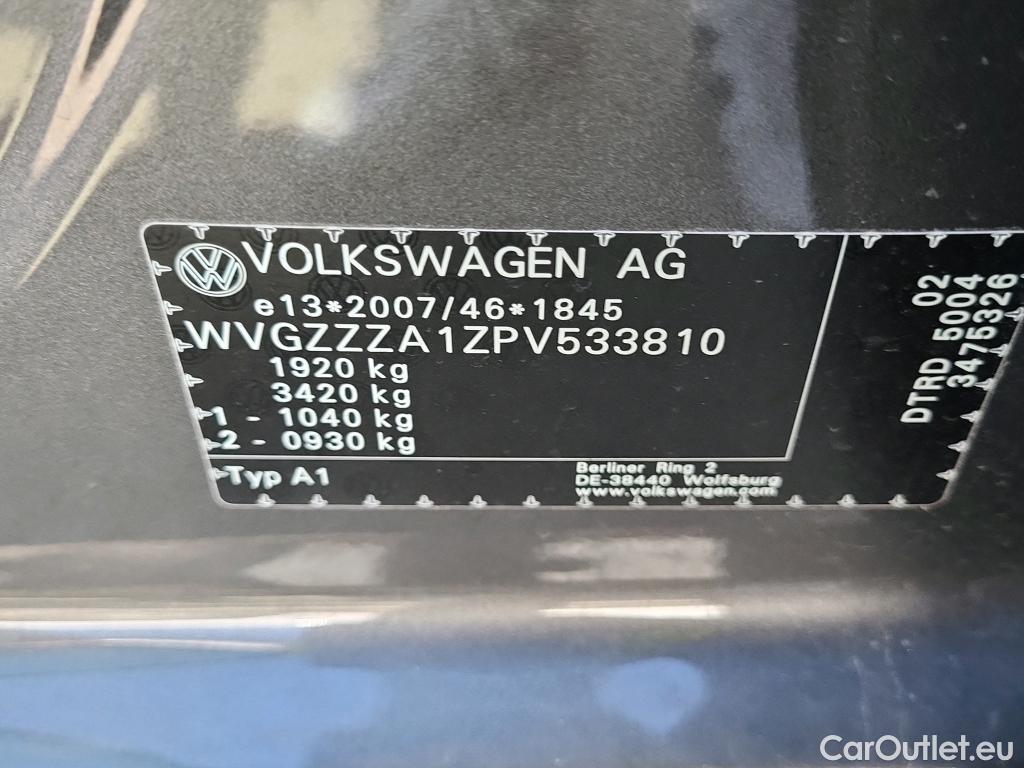 VOLKSWAGEN AG
e13*2007/46*1845
WVGZZZA1ZPV533810
1920 kg
3420 kg
1 - 1040 kg
2 - 0930 kg
Typ A1
Berliner Ring 2
DE-38440 Wolfsburg
www.volkswagen.com
DTRD 5004 02
3475326
CarOutlet.eu